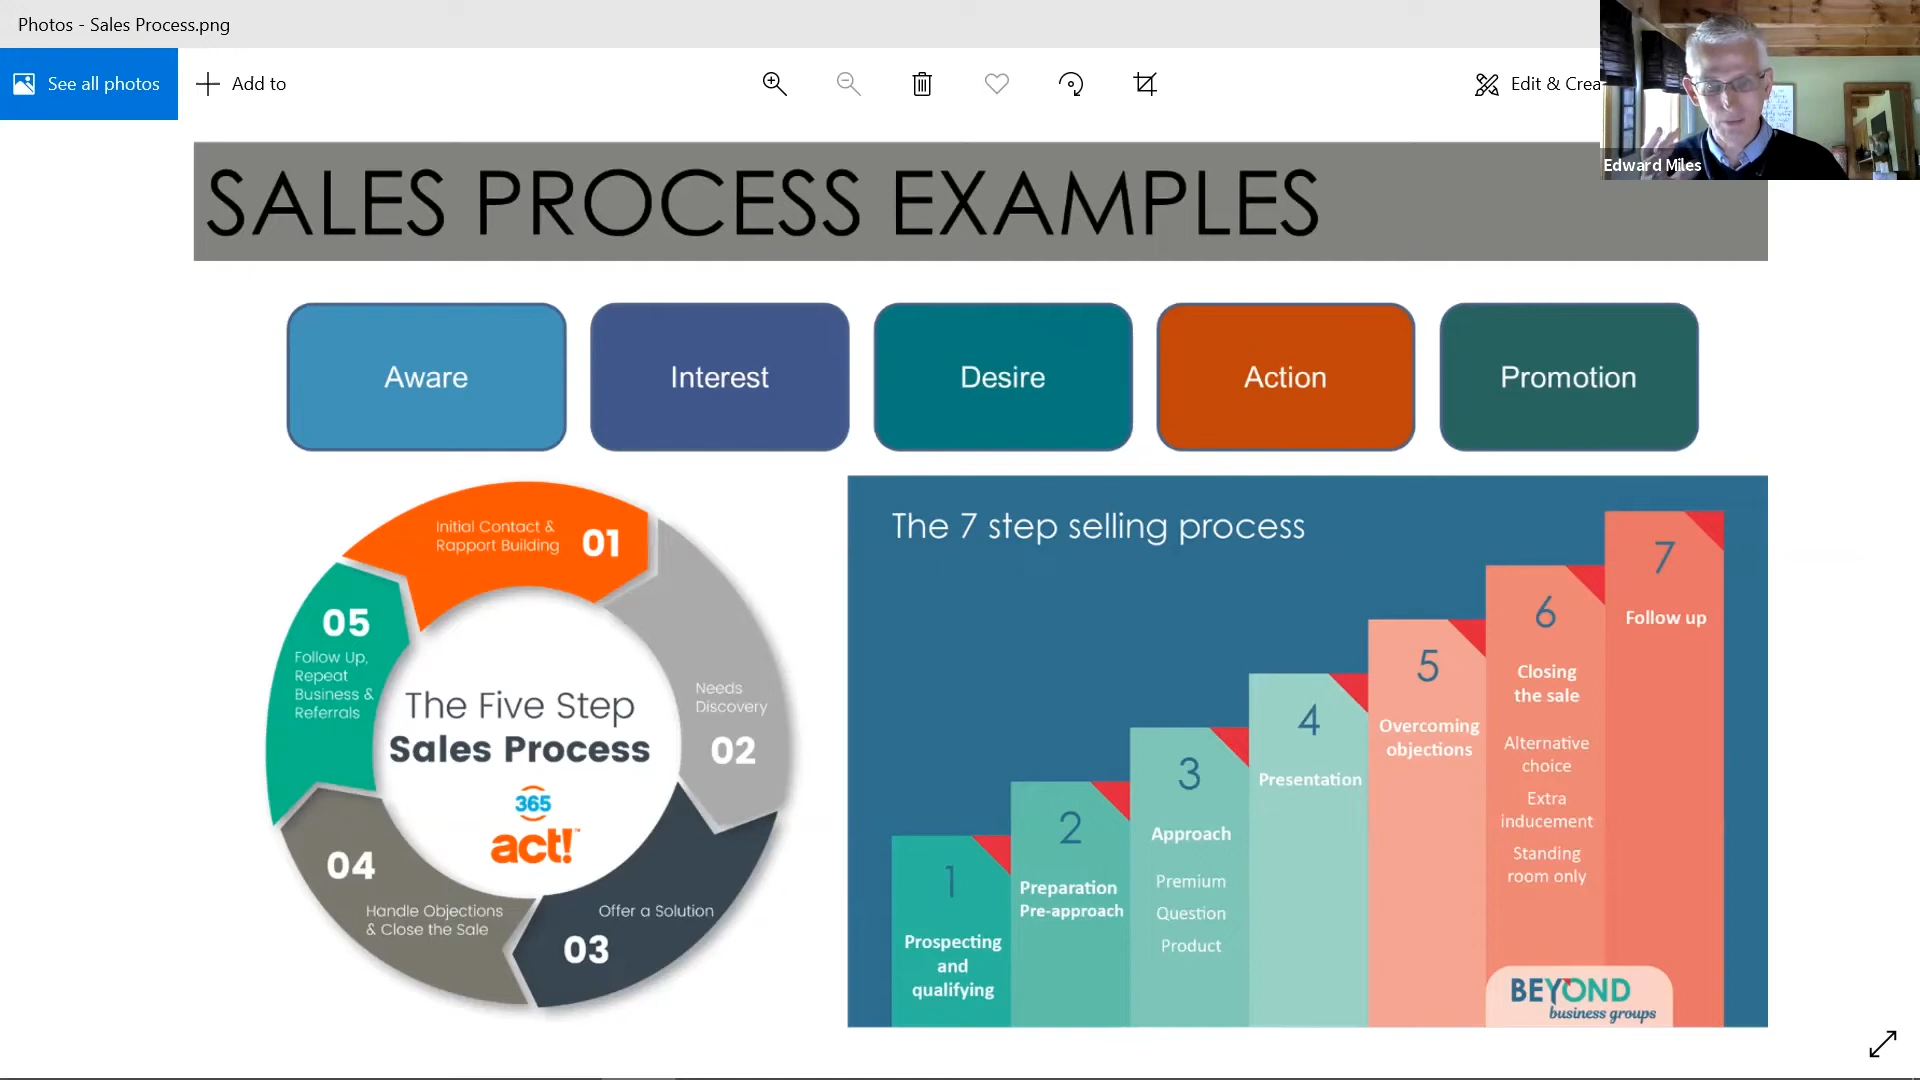 Photos - Sales Process.png
See all photos
Add to
Edit & Crea
Edward Miles
SALES PROCESS EXAMPLES
Aware
Interest
Desire
Action
Promotion
Initial Contact &
Rapport Building
01
Needs
Discovery
02
Offer a Solution
03
04
Handle Objections
& Close the Sale
05
Follow Up,
Repeat
Business &
Referrals
The Five Step
Sales Process
365
act!™
The 7 step selling process
1
Prospecting
and
qualifying
2
Preparation
Pre-approach
3
Approach
Premium
Question
Product
4
Presentation
5
Overcoming
objections
6
Closing
the sale
Alternative
choice
Extra
inducement
Standing
room only
7
Follow up
BEYOND
business groups